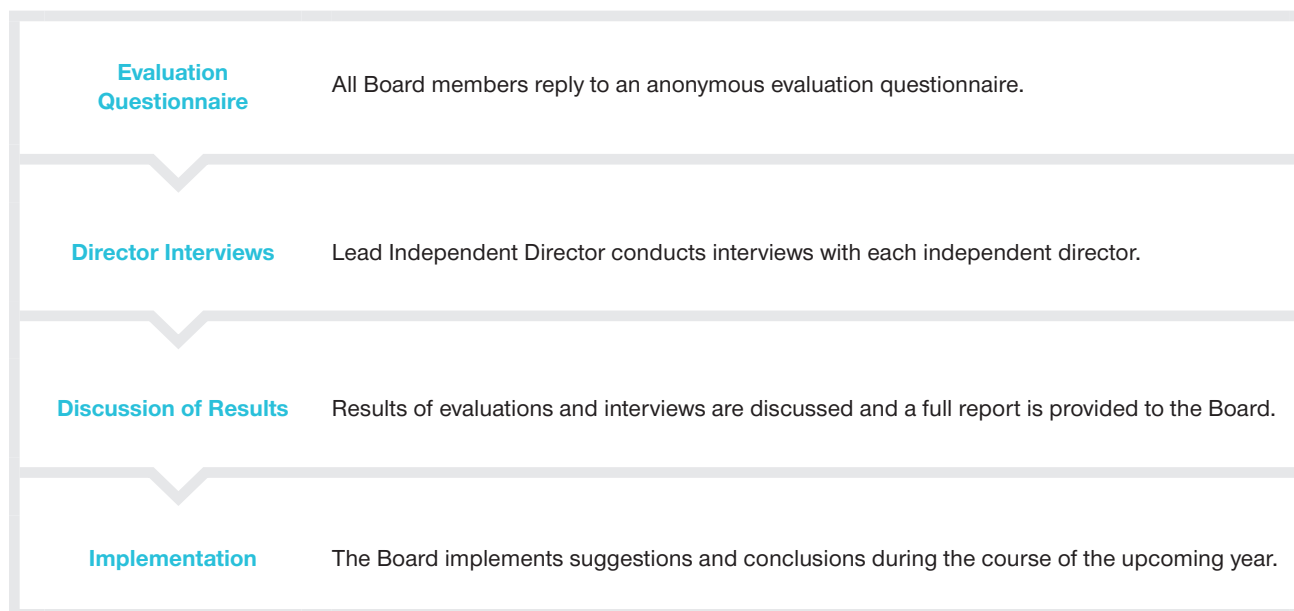 Evaluation
Questionnaire
All Board members reply to an anonymous evaluation questionnaire.
Director Interviews
Lead Independent Director conducts interviews with each independent director.
Discussion of Results
Results of evaluations and interviews are discussed and a full report is provided to the Board.
Implementation
The Board implements suggestions and conclusions during the course of the upcoming year.